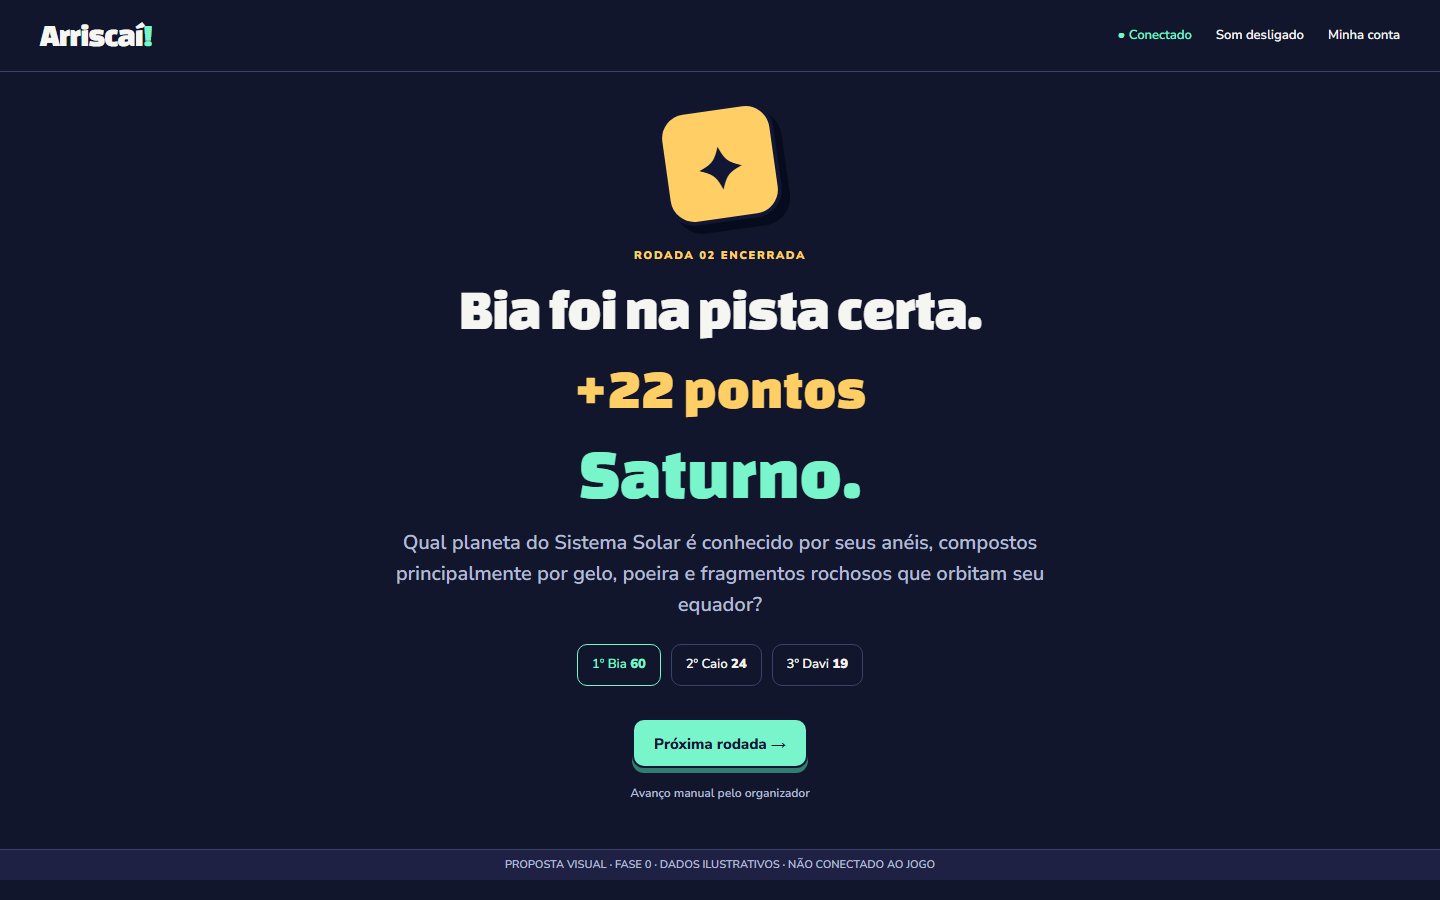 Arriscaí!
• Conectado Som desligado Minha conta
RODADA 02 ENCERRADA
Bia foi na pista certa.
+22 pontos
Saturno.
Qual planeta do Sistema Solar é conhecido por seus anéis, compostos
principalmente por gelo, poeira e fragmentos rochosos que orbitam seu
equador?
1º Bia 60 2º Caio 24 3º Davi 19
Próxima rodada →
Avanço manual pelo organizador
PROPOSTA VISUAL · FASE 0 · DADOS ILUSTRATIVOS · NÃO CONECTADO AO JOGO